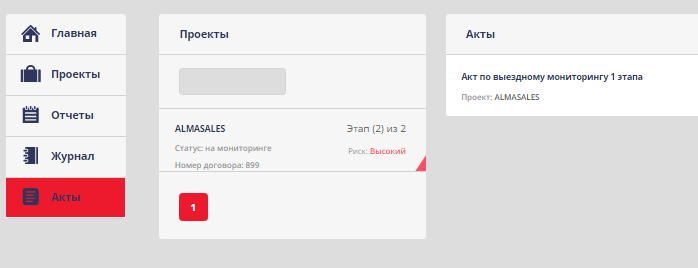 Главная
Проекты
Отчеты
Журнал
Акты
Проекты
ALMASALES
Этап (2) из 2
Статус: на мониторинге
Риск: Высокий
Номер договора: 899
1
Акты
Акт по выездному мониторингу 1 этапа
Проект: ALMASALES